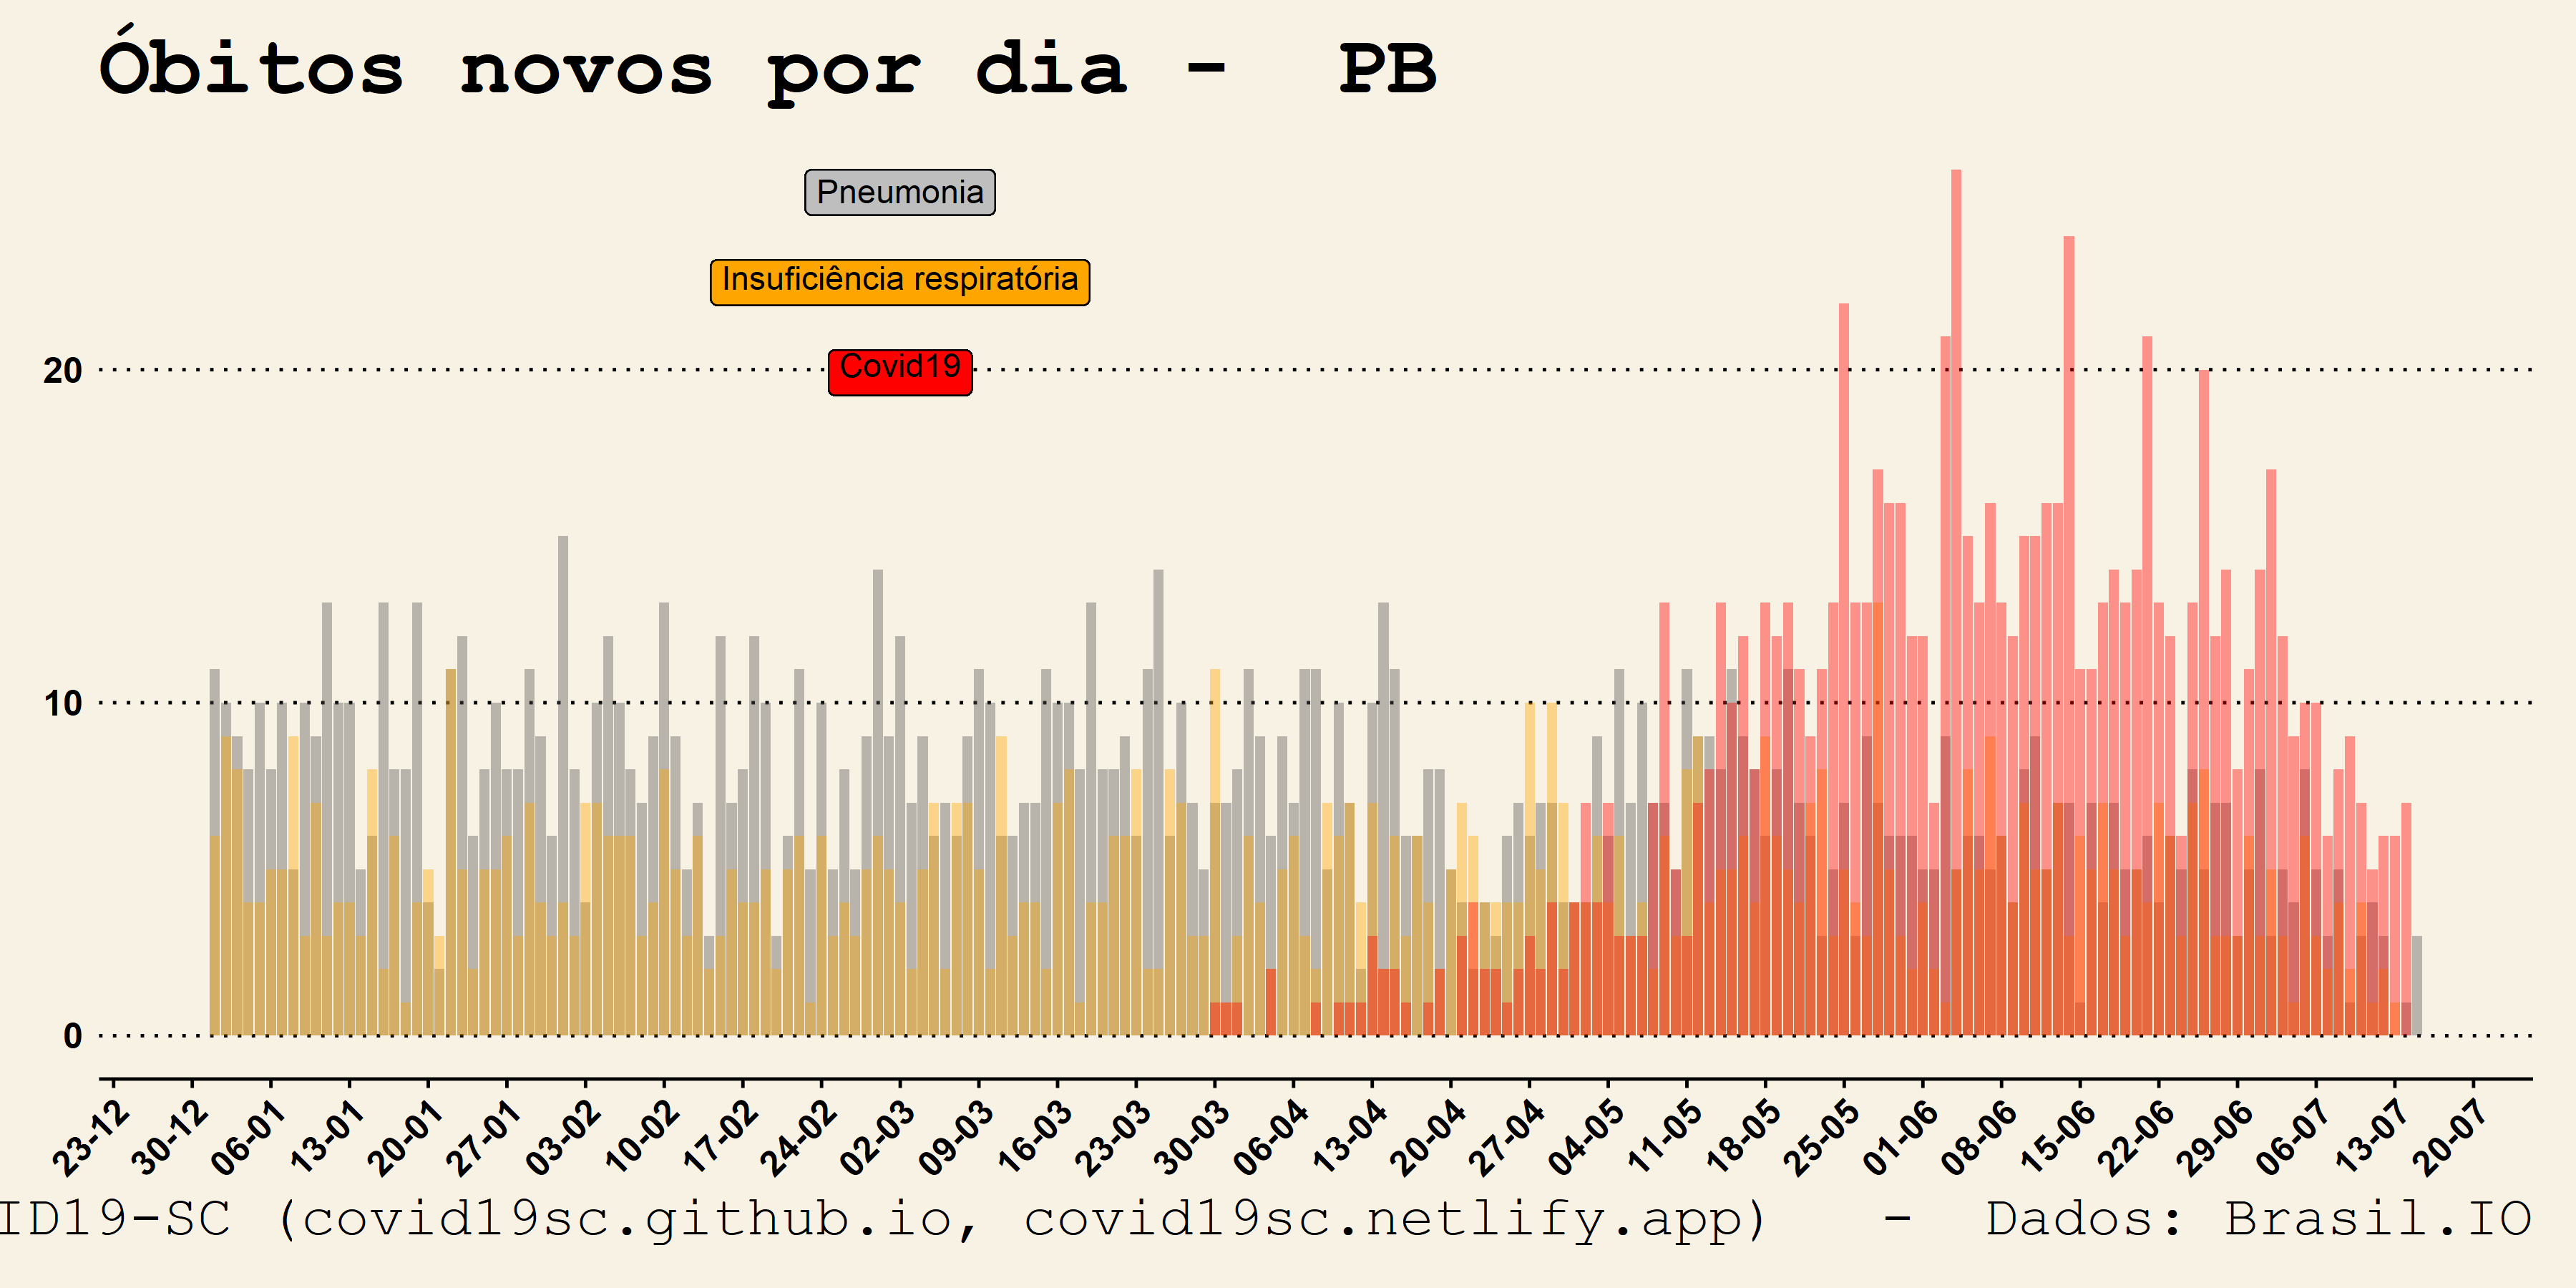 Óbitos novos por dia - PB
Pneumonia
Insuficiência respiratória
Covid19
20
10
0
23-12 30-12 06-01 13-01 20-01 27-01 03-02 10-02 17-02 24-02 02-03 09-03 16-03 23-03 30-03 06-04 13-04 20-04 27-04 04-05 11-05 18-05 25-05 01-06 08-06 15-06 22-06 29-06 06-07 13-07 20-07
ID19-SC (covid19sc.github.io, covid19sc.netlify.app) - Dados: Brasil.IO